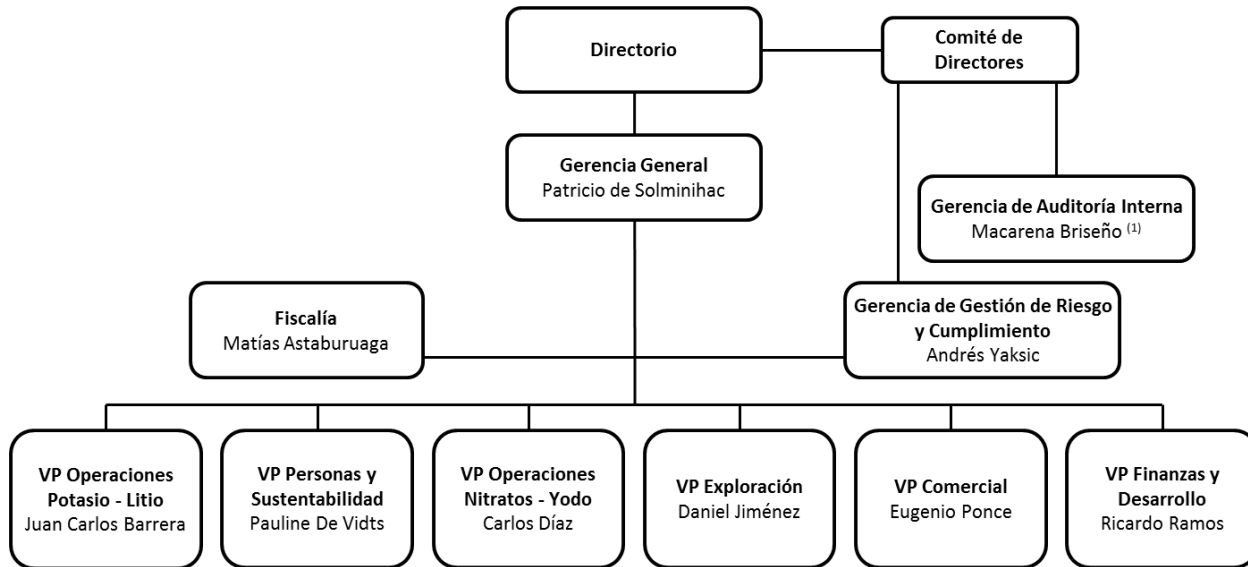 Directorio
Comité de
Directores
Gerencia General
Patricio de Solminihac
Gerencia de Auditoría Interna
Macarena Briseño (1)
Fiscalía
Matías Astaburuaga
Gerencia de Gestión de Riesgo
y Cumplimiento
Andrés Yaksic
VP Operaciones
Potasio - Litio
Juan Carlos Barrera
VP Personas y
Sustentabilidad
Pauline De Vidts
VP Operaciones
Nitratos - Yodo
Carlos Díaz
VP Exploración
Daniel Jiménez
VP Comercial
Eugenio Ponce
VP Finanzas y
Desarrollo
Ricardo Ramos